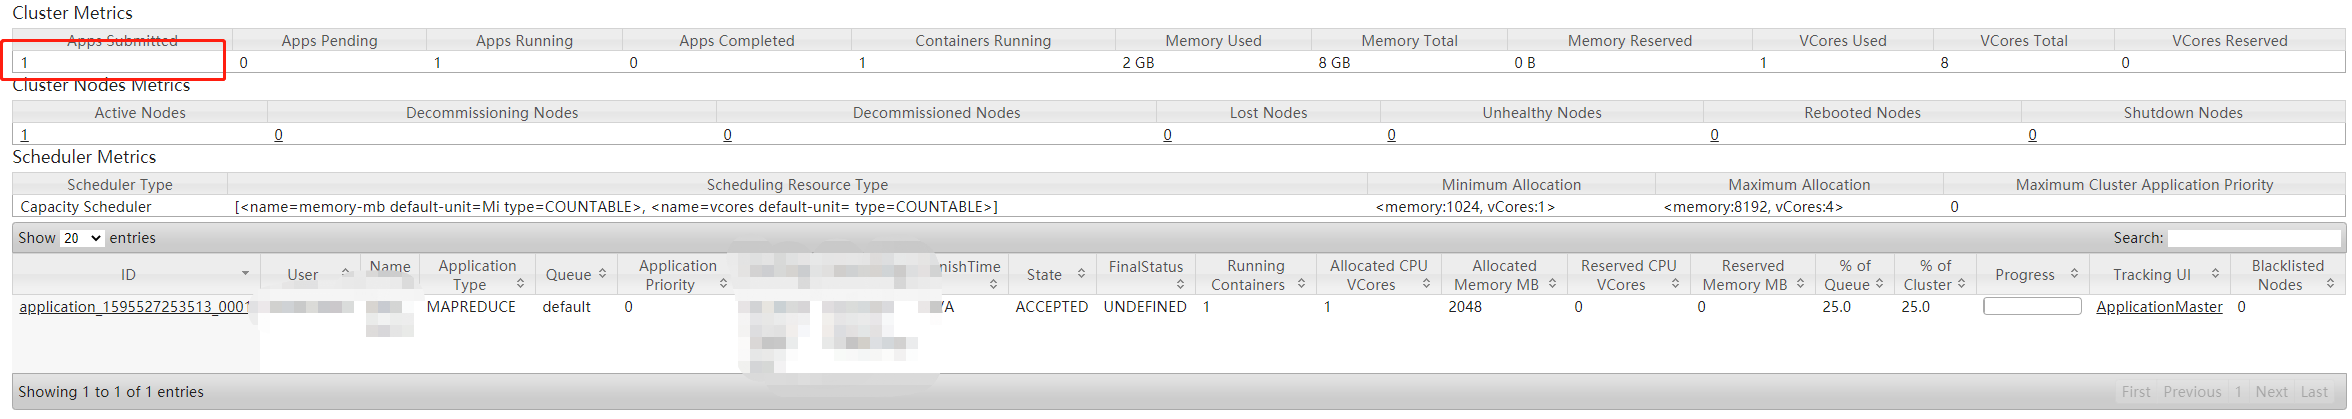 Cluster Metrics
Apps Submitted Apps Pending Apps Running Apps Completed Containers Running Memory Used Memory Total Memory Reserved VCores Used VCores Total VCores Reserved
1 0 1 0 1 2 GB 8 GB 0 B 1 8 0
Cluster Nodes Metrics
Active Nodes Decommissioning Nodes Decommissioned Nodes Lost Nodes Unhealthy Nodes Rebooted Nodes Shutdown Nodes
1 0 0 0 0 0 0
Scheduler Metrics
Scheduler Type Scheduling Resource Type Minimum Allocation Maximum Allocation Maximum Cluster Application Priority
Capacity Scheduler [<name=memory-mb default-unit=Mi type=COUNTABLE>, <name=vcores default-unit= type=COUNTABLE>] <memory:1024, vCores:1> <memory:8192, vCores:4> 0
Show 20 entries Search:
ID User Name Application Type Queue Application Priority nishTime State FinalStatus Running Containers Allocated CPU VCores Allocated Memory MB Reserved CPU VCores Reserved Memory MB % of Queue % of Cluster Progress Tracking UI Blacklisted Nodes
application_1595527253513_0001 MAPREDUCE default 0 /A ACCEPTED UNDEFINED 1 1 2048 0 0 25.0 25.0 ApplicationMaster 0
Showing 1 to 1 of 1 entries First Previous 1 Next Last